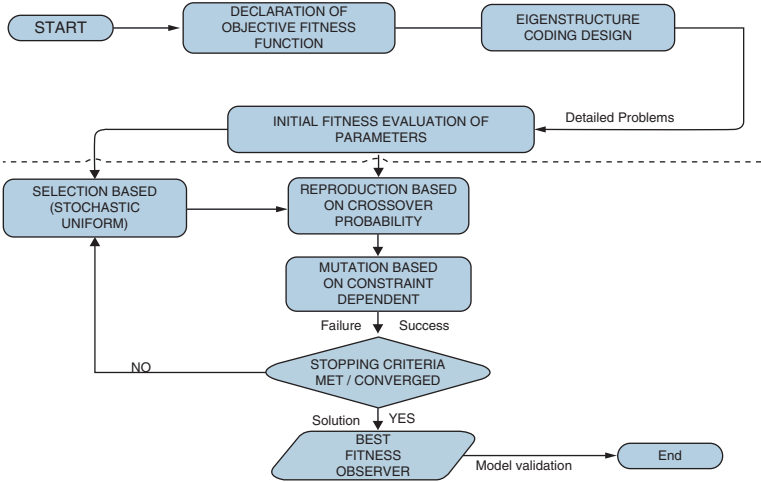 START
DECLARATION OF
OBJECTIVE FITNESS
FUNCTION
EIGENSTRUCTURE
CODING DESIGN
Detailed Problems
INITIAL FITNESS EVALUATION OF
PARAMETERS
SELECTION BASED
(STOCHASTIC
UNIFORM)
REPRODUCTION BASED
ON CROSSOVER
PROBABILITY
MUTATION BASED
ON CONSTRAINT
DEPENDENT
Failure
Success
STOPPING CRITERIA
MET / CONVERGED
NO
Solution
YES
BEST
FITNESS
OBSERVER
Model validation
End